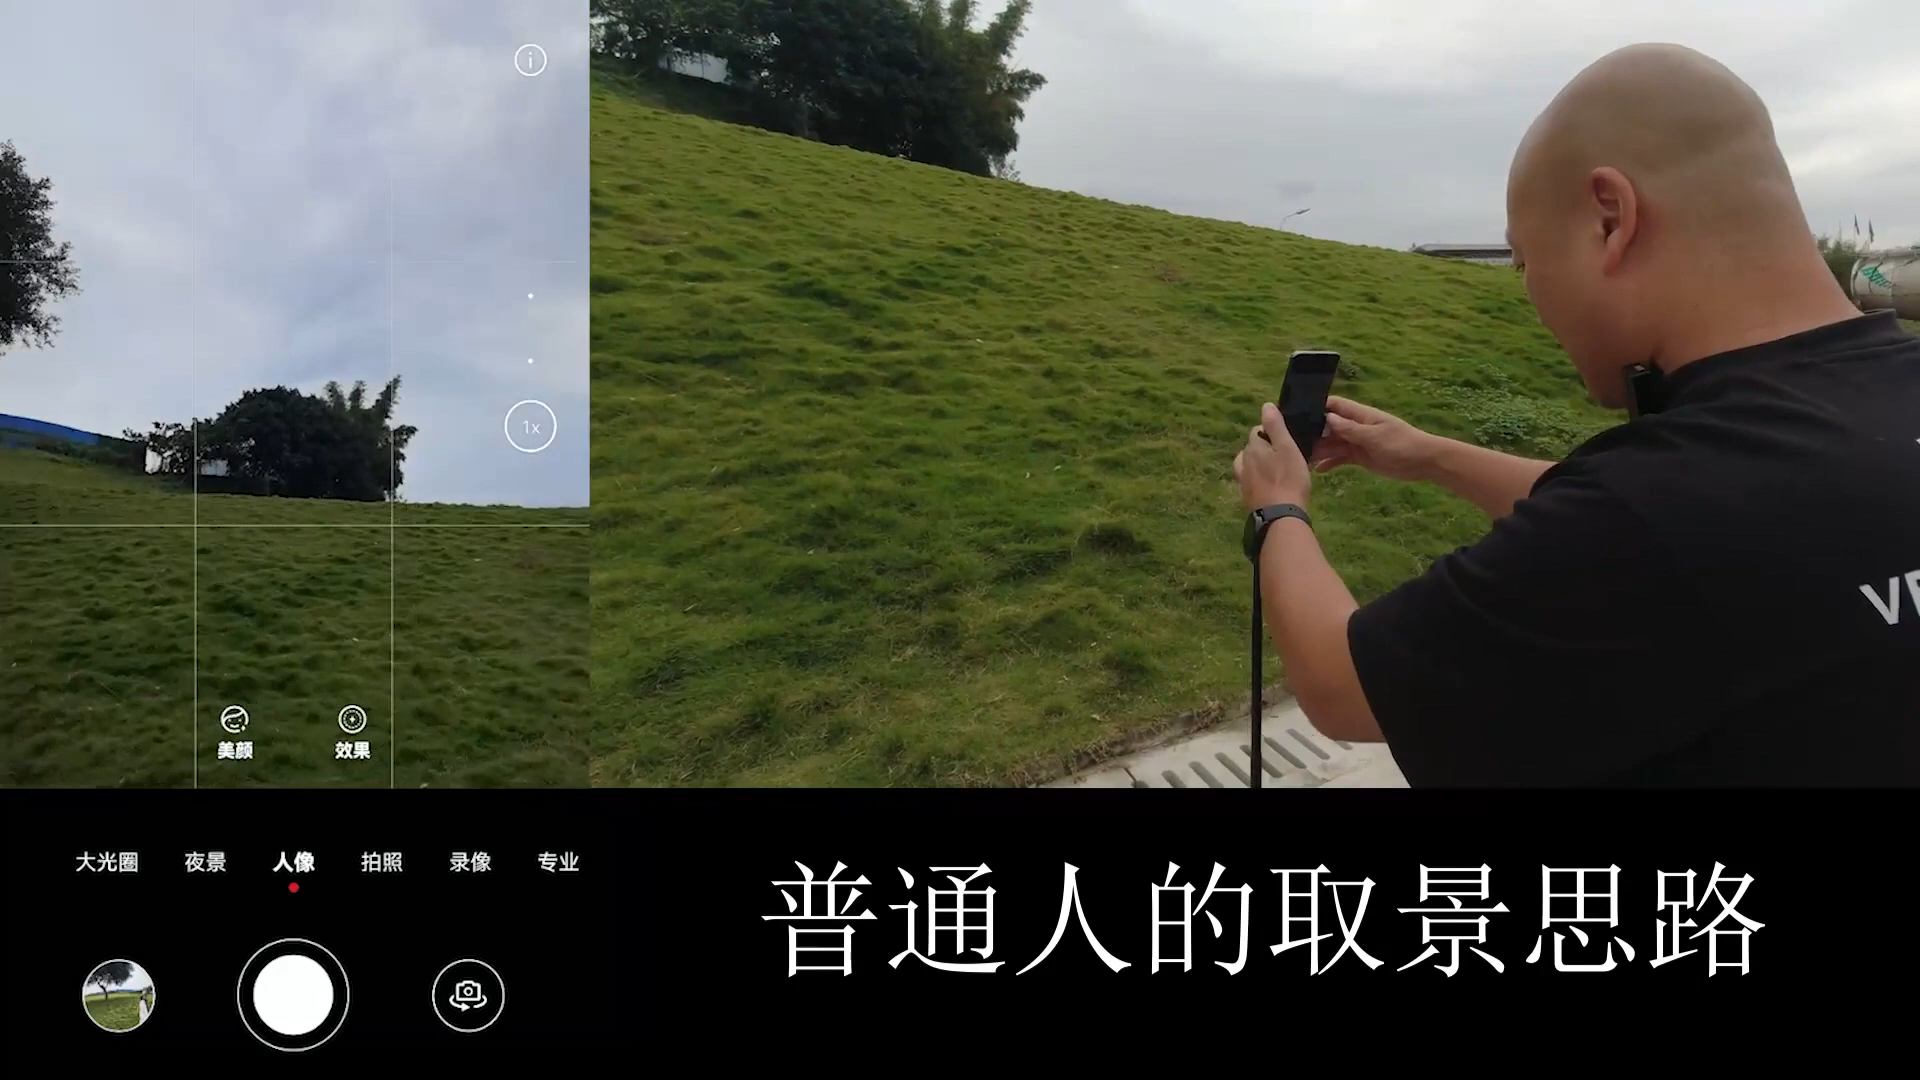 1x
美颜 效果
大光圈 夜景 人像 拍照 录像 专业
普通人的取景思路